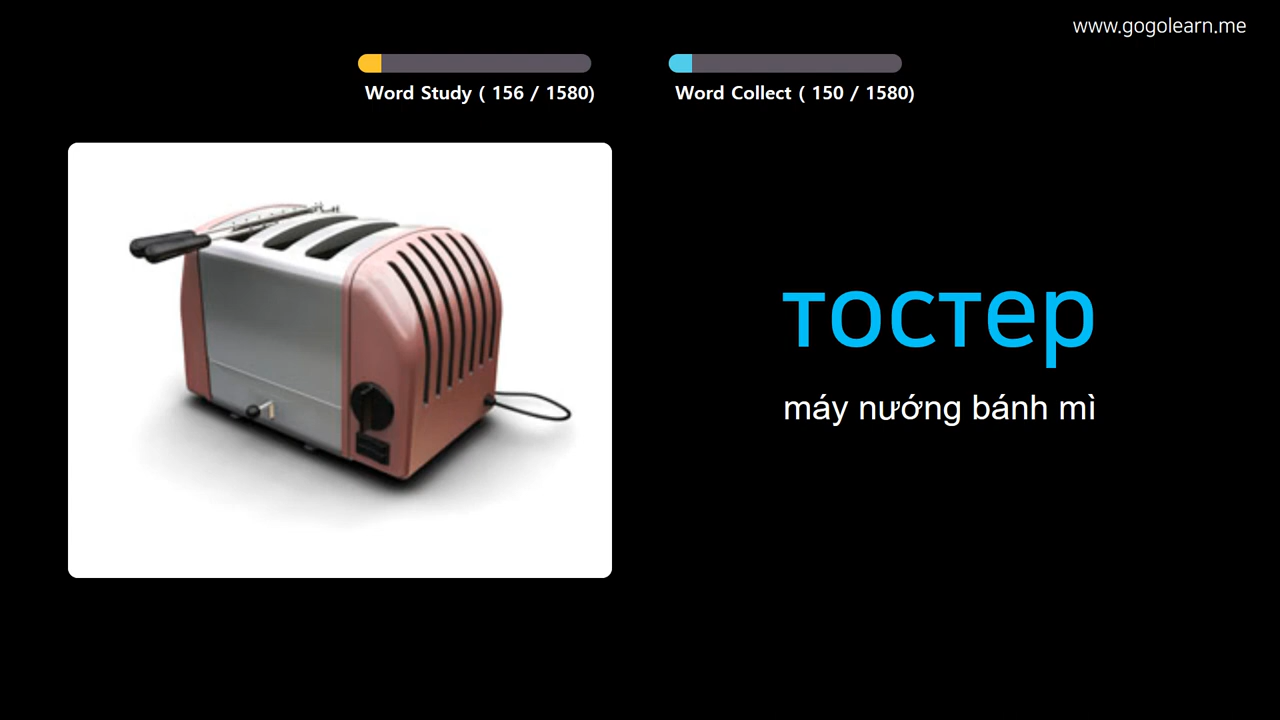 www.gogolearn.me
Word Study ( 156 / 1580)
Word Collect ( 150 / 1580)
тостер
máy nướng bánh mì